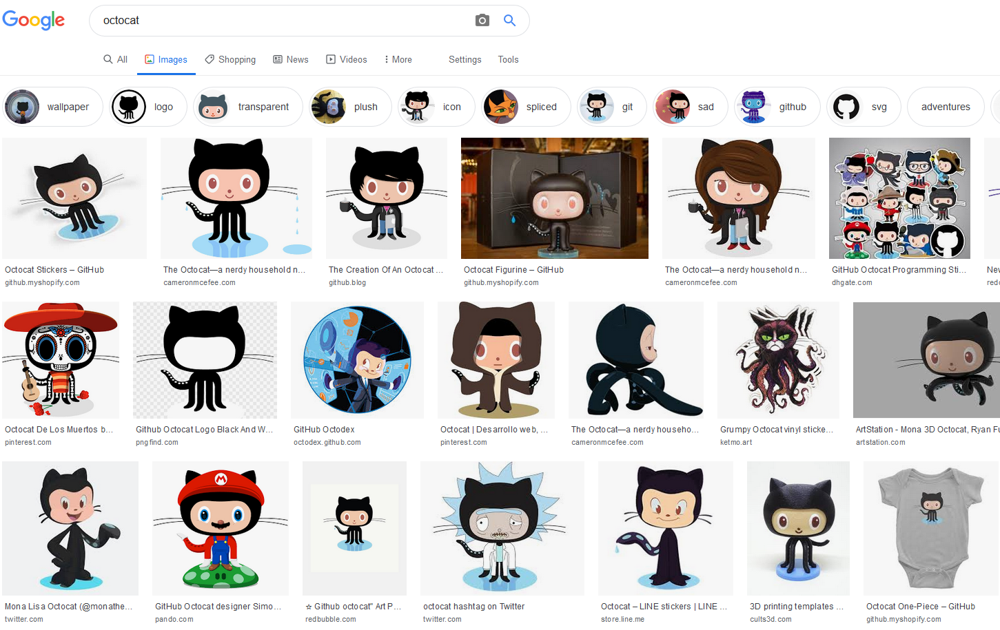 Google
octocat
All Images Shopping News Videos More Settings Tools
wallpaper logo transparent plush icon spliced git sad github svg adventures
Octocat Stickers – GitHub
github.myshopify.com
The Octocat—a nerdy household n...
cameronmcefee.com
The Creation Of An Octocat ...
github.blog
Octocat Figurine – GitHub
github.myshopify.com
The Octocat—a nerdy household n...
cameronmcefee.com
GitHub Octocat Programming Sti...
dhgate.com
Octocat De Los Muertos b...
pinterest.com
Github Octocat Logo Black And W...
pngfind.com
GitHub Octodex
octodex.github.com
Octocat | Desarrollo web, ...
pinterest.com
The Octocat—a nerdy househo...
cameronmcefee.com
Grumpy Octocat vinyl sticke...
ketmo.art
ArtStation - Mona 3D Octocat, Ryan Fu
artstation.com
M
Mona Lisa Octocat (@monathe...
twitter.com
GitHub Octocat designer Simo...
pando.com
☆ Github octocat" Art P...
redbubble.com
octocat hashtag on Twitter
twitter.com
Octocat – LINE stickers | LINE ...
store.line.me
3D printing templates ...
cults3d.com
Octocat One-Piece – GitHub
github.myshopify.com